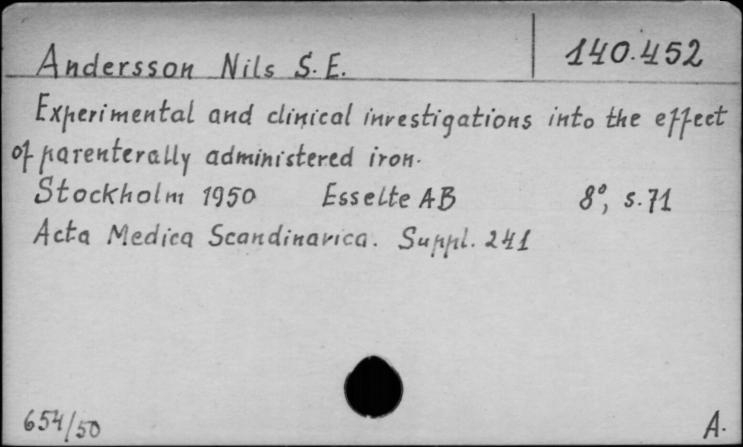 Andersson Nils S. E. 140.452
Experimental and clinical investigations into the effect
of parenterally administered iron.
Stockholm 1950 Esselte AB 8°, s. 71
Acta Medica Scandinavica. Suppl. 241
654/50 A.